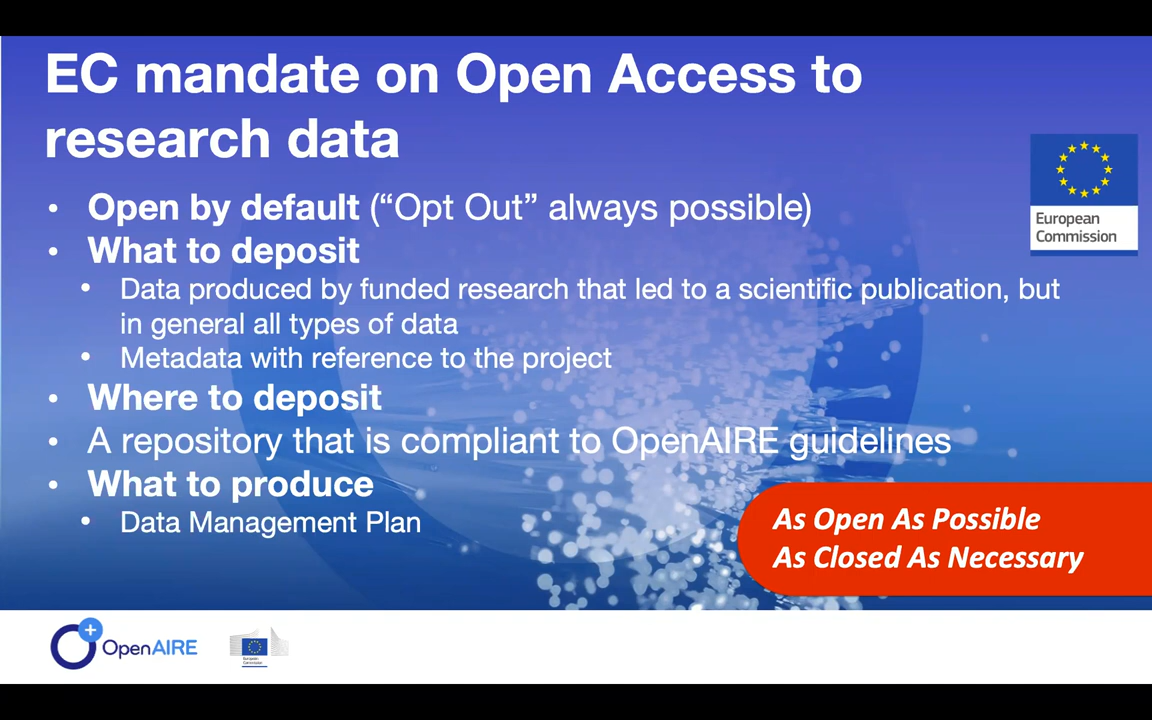 EC mandate on Open Access to
research data
• Open by default (“Opt Out” always possible)
• What to deposit
• Data produced by funded research that led to a scientific publication, but
in general all types of data
• Metadata with reference to the project
• Where to deposit
• A repository that is compliant to OpenAIRE guidelines
• What to produce
• Data Management Plan
European
Commission
As Open As Possible
As Closed As Necessary
OpenAIRE
European
Commission